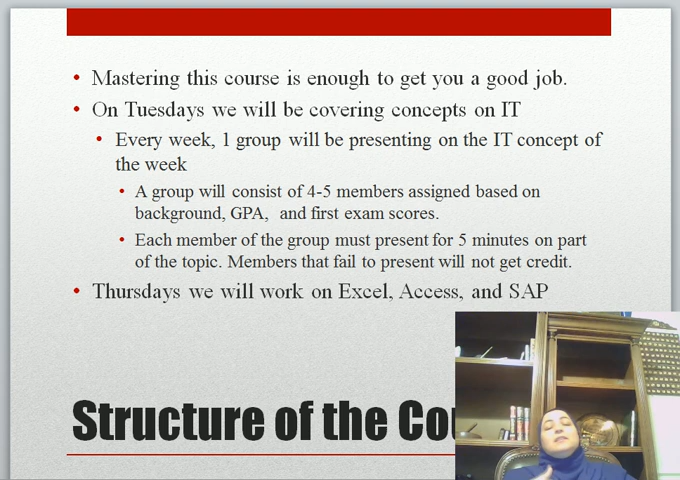 Mastering this course is enough to get you a good job.
On Tuesdays we will be covering concepts on IT
Every week, 1 group will be presenting on the IT concept of
the week
A group will consist of 4-5 members assigned based on
background, GPA, and first exam scores.
Each member of the group must present for 5 minutes on part
of the topic. Members that fail to present will not get credit.
Thursdays we will work on Excel, Access, and SAP
Structure of the